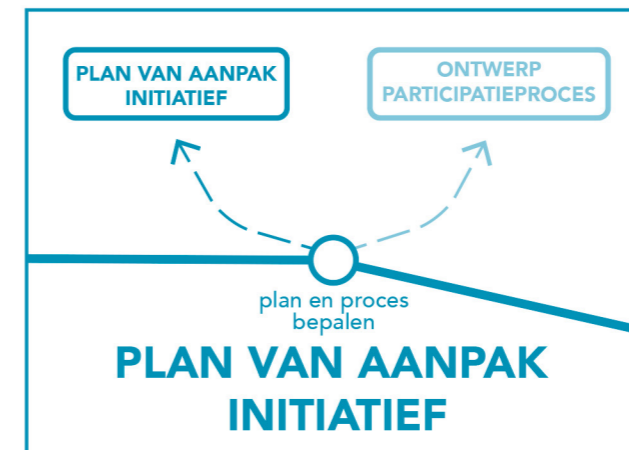 PLAN VAN AANPAK
INITIATIEF
ONTWERP
PARTICIPATIEPROCES
plan en proces
bepalen
PLAN VAN AANPAK
INITIATIEF